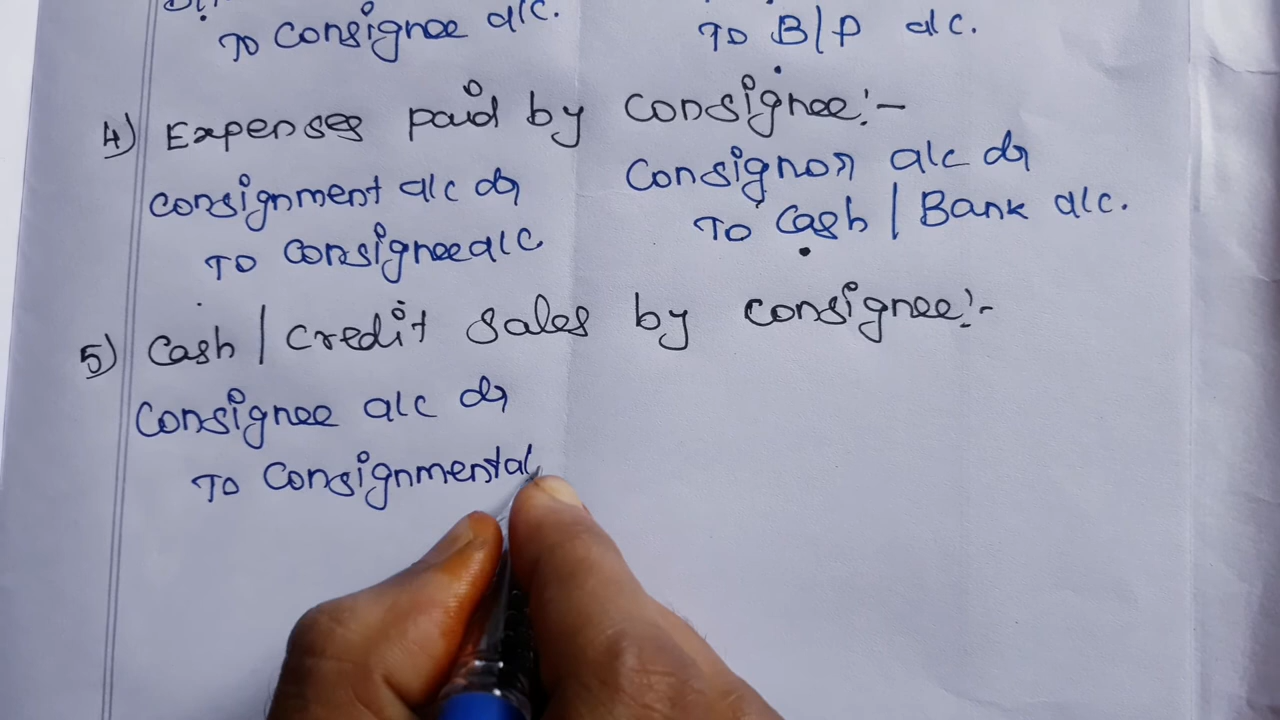 To Consignee a/c.
To B/P a/c.
4) Expenses paid by consignee:-
consignment a/c dr
To consignee a/c
Consignor a/c dr
To Cash / Bank a/c.
5) Cash / Credit sales by consignee:-
Consignee a/c dr
To Consignment a